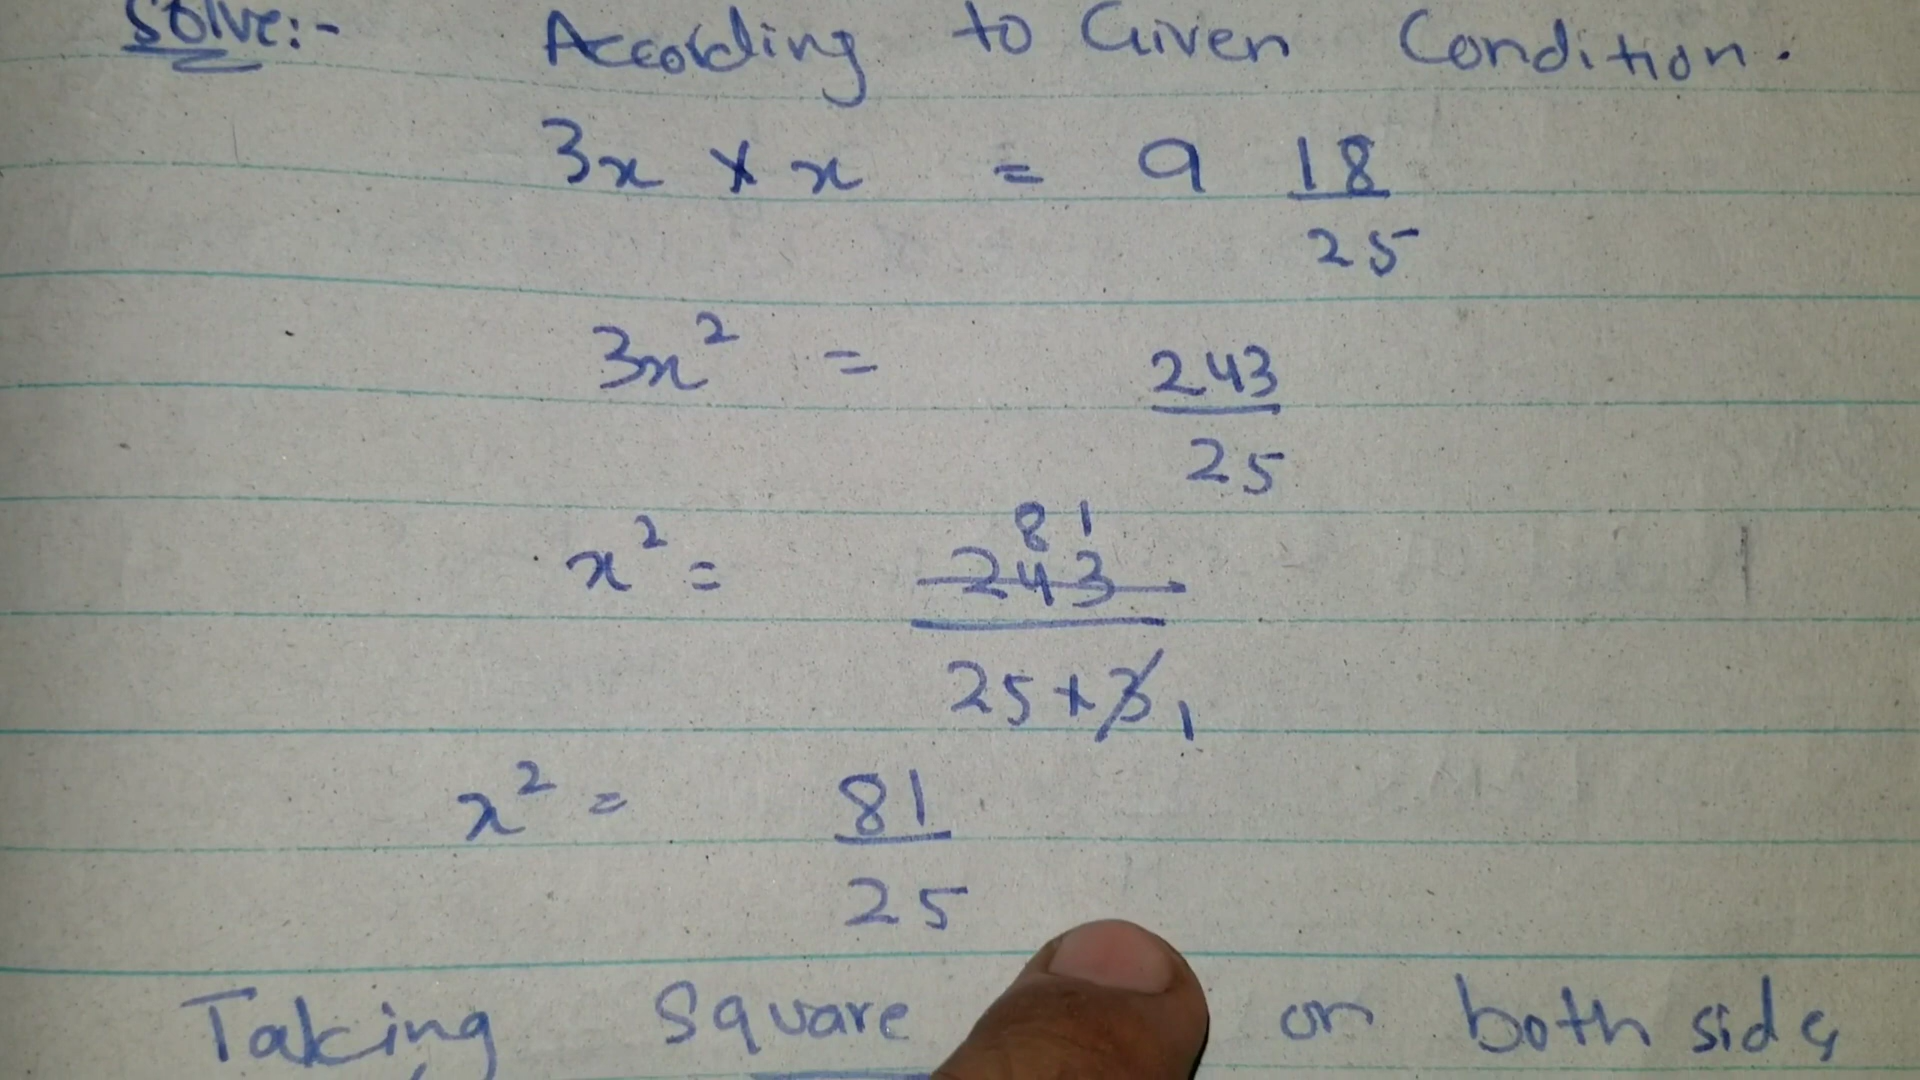 Solve:- According to Given Condition.
3x × x = 9 18/25
3x² = 243/25
x² = 243/25×3 81 1
x² = 81/25
Taking Square on both side